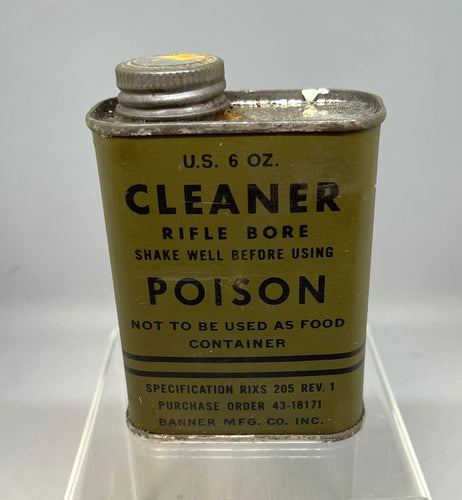 U.S. 6 OZ.
CLEANER
RIFLE BORE
SHAKE WELL BEFORE USING
POISON
NOT TO BE USED AS FOOD
CONTAINER
SPECIFICATION RIXS 205 REV. 1
PURCHASE ORDER 43-18171
BANNER MFG. CO. INC.